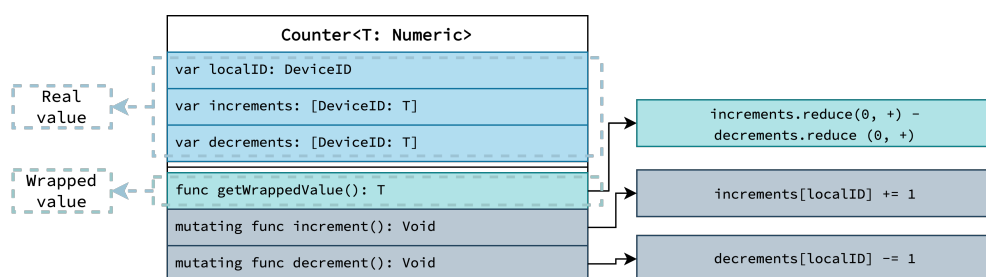 Counter<T: Numeric>
var localID: DeviceID
var increments: [DeviceID: T]
var decrements: [DeviceID: T]
func getWrappedValue(): T
mutating func increment(): Void
mutating func decrement(): Void
Real
value
Wrapped
value
increments.reduce(0, +) -
decrements.reduce (0, +)
increments[localID] += 1
decrements[localID] -= 1